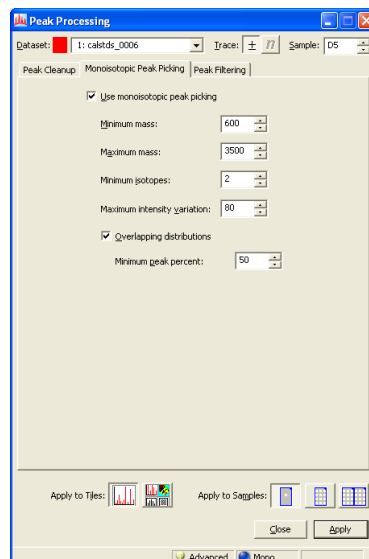 Peak Processing
Dataset: 1: calstds_0006 Trace: ± n Sample: D5
Peak Cleanup Monoisotopic Peak Picking Peak Filtering
Use monoisotopic peak picking
Minimum mass: 600
Maximum mass: 3500
Minimum isotopes: 2
Maximum intensity variation: 80
Overlapping distributions
Minimum peak percent: 50
Apply to Tiles: Apply to Samples:
Close Apply
Advanced Mono